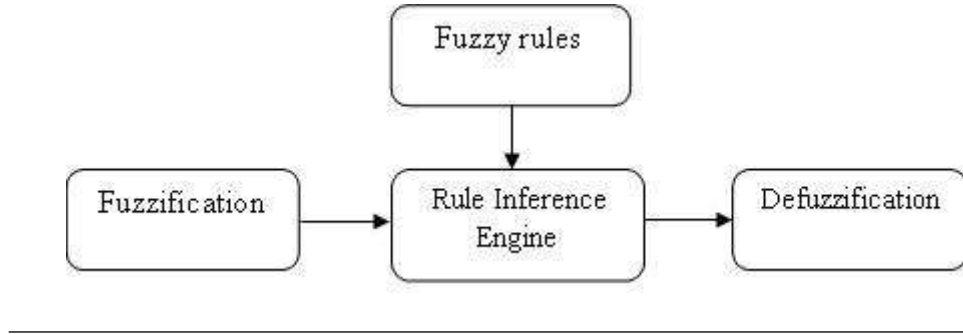 Fuzzy rules
Fuzzification
Rule Inference
Engine
Defuzzification